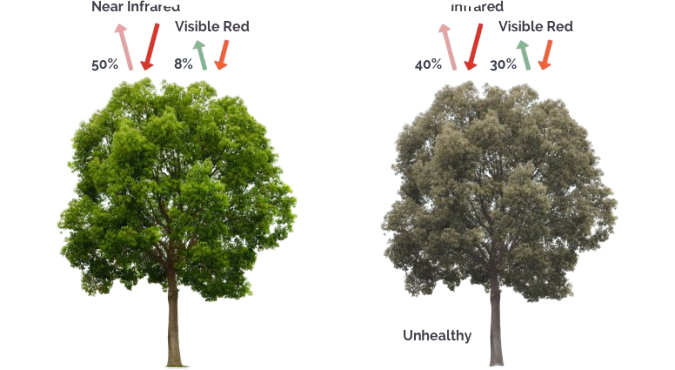 Near Infrared
Visible Red
50%
8%
Infrared
Visible Red
40%
30%
Unhealthy